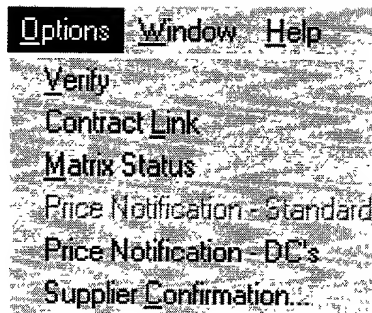 Options Window Help
Verify
Contract Link
Matrix Status
Price Notification - Standard
Price Notification - DC's
Supplier Confirmation...